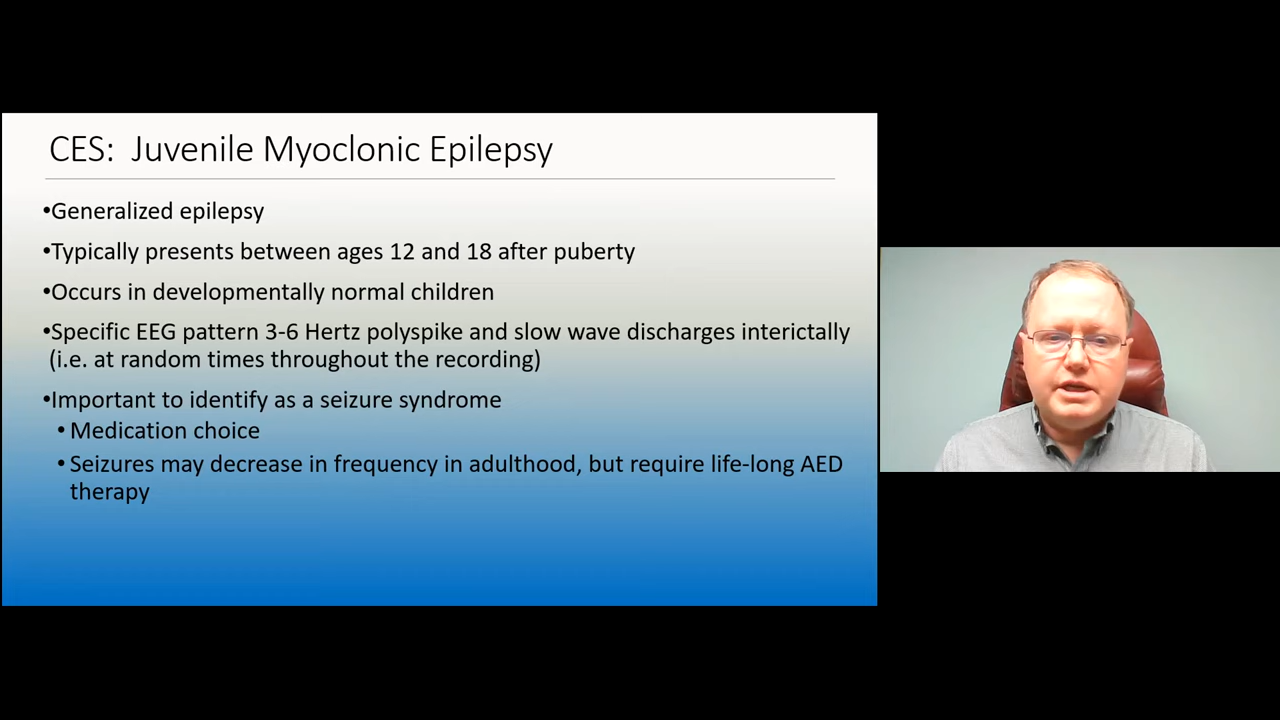 CES:  Juvenile Myoclonic Epilepsy
•Generalized epilepsy
•Typically presents between ages 12 and 18 after puberty
•Occurs in developmentally normal children
•Specific EEG pattern 3-6 Hertz polyspike and slow wave discharges interictally
(i.e. at random times throughout the recording)
•Important to identify as a seizure syndrome
• Medication choice
• Seizures may decrease in frequency in adulthood, but require life-long AED
therapy